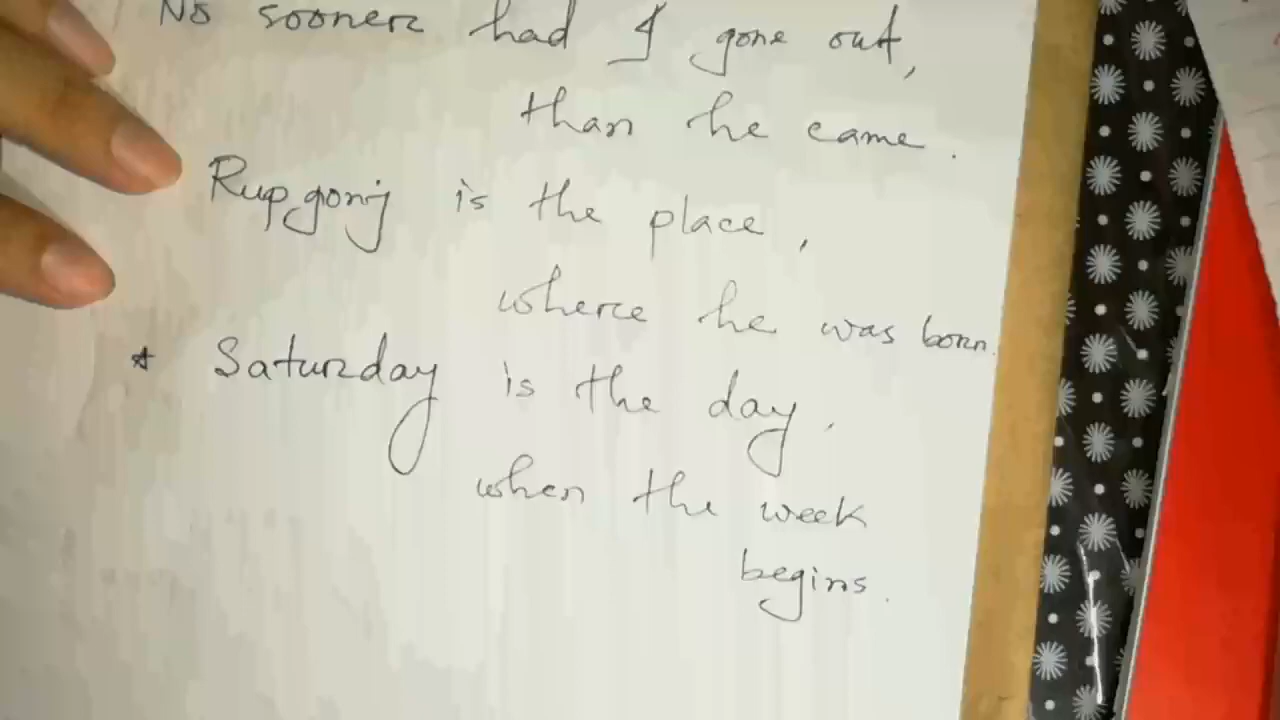 No sooner had I gone out,
than he came.
Rupgonj is the place,
where he was born.
* Saturday is the day,
when the week
begins.